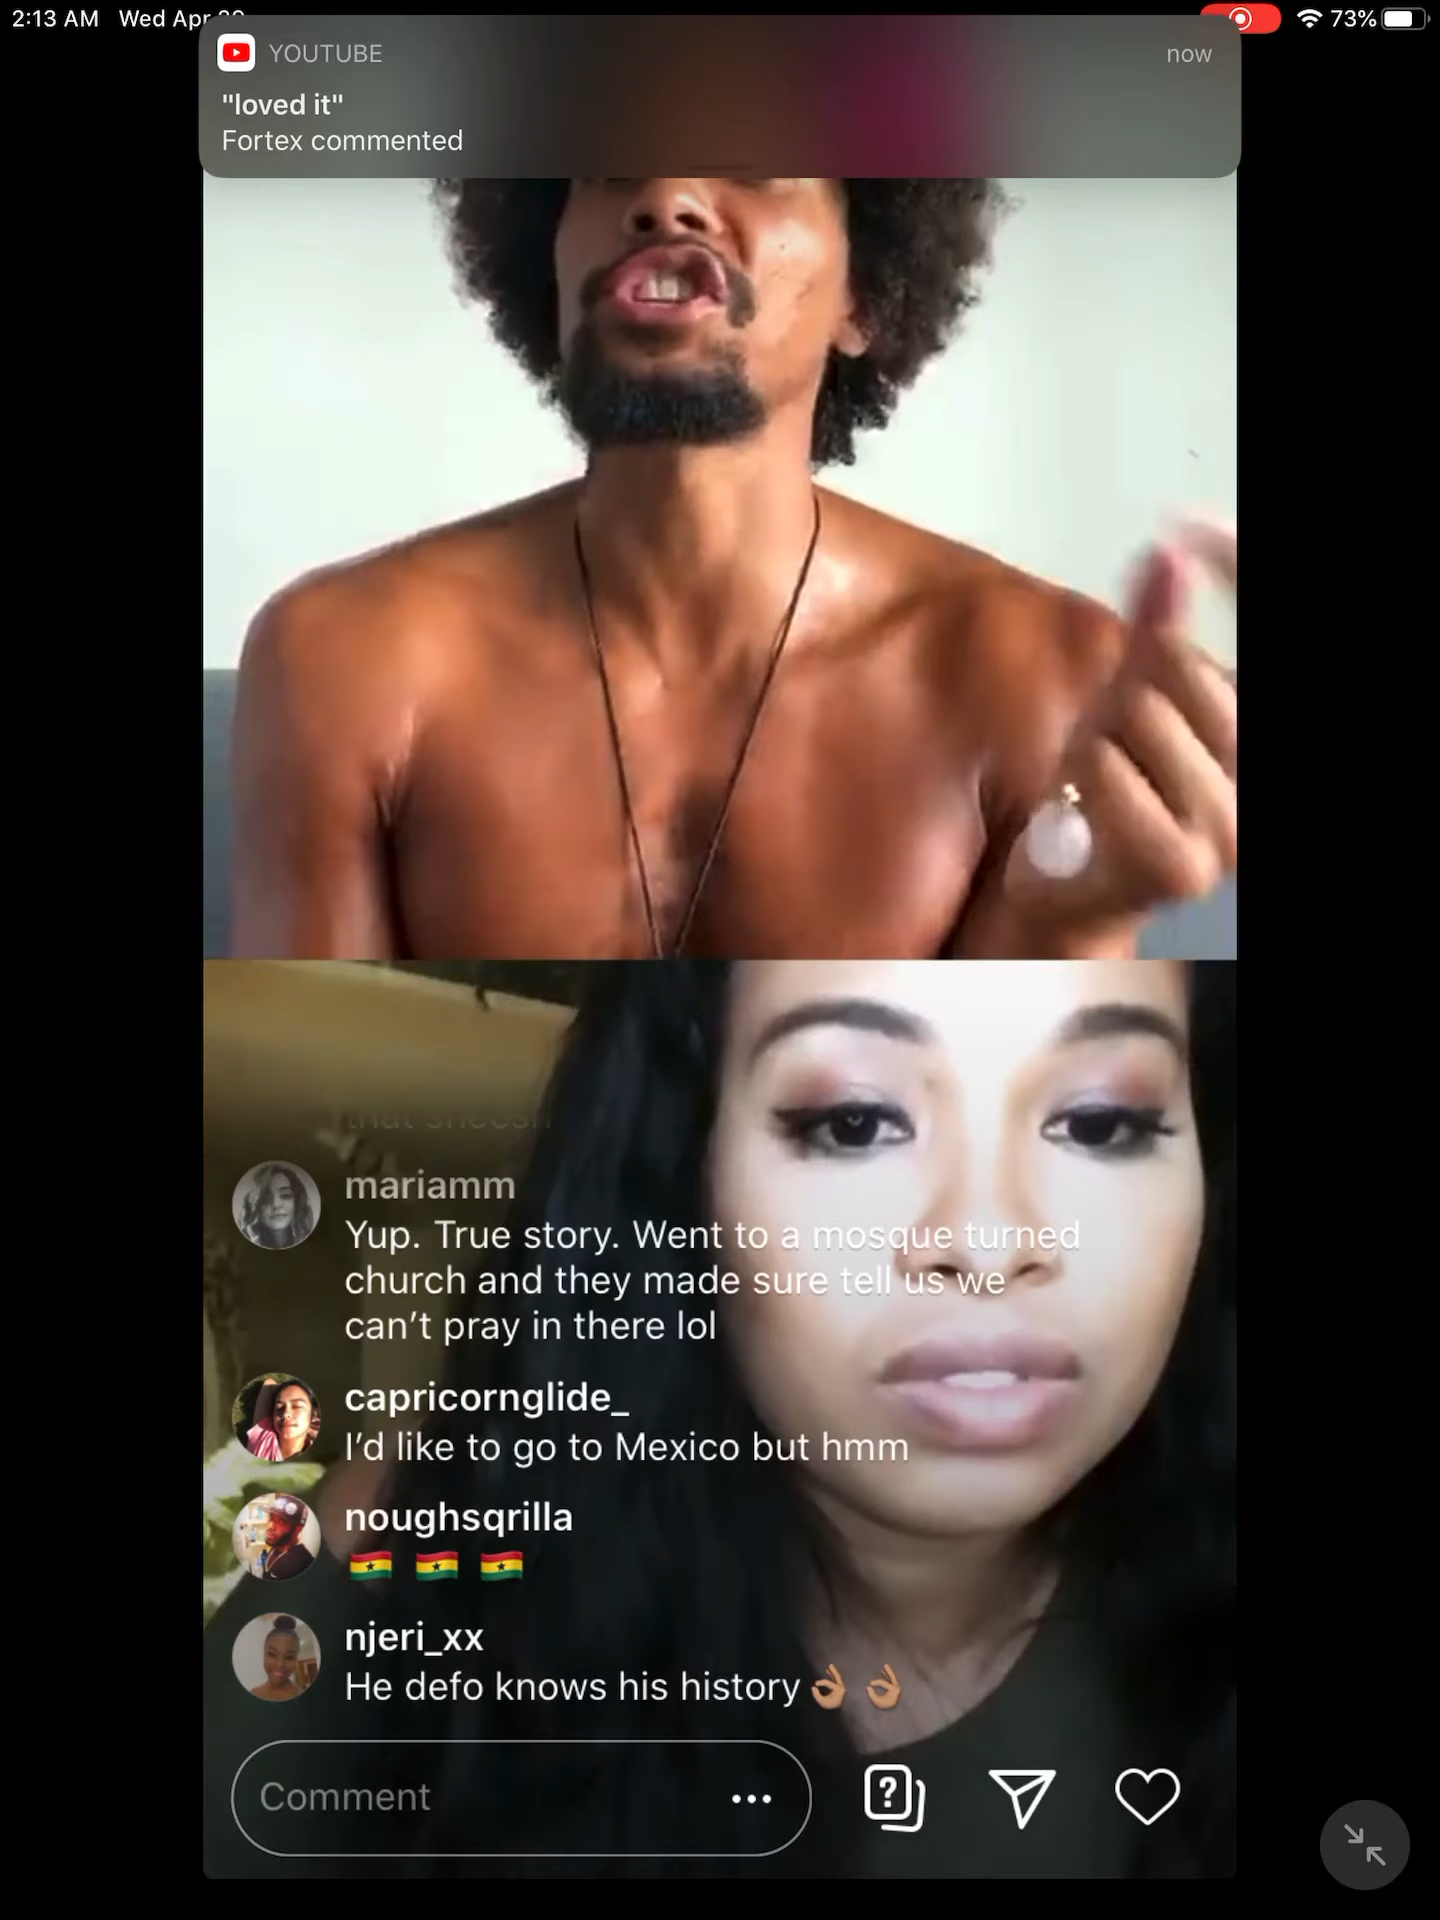 2:13 AM Wed Apr
73%
YOUTUBE
now
"loved it"
Fortex commented
mariamm
Yup. True story. Went to a mosque turned
church and they made sure tell us we
can't pray in there lol
capricornglide_
I'd like to go to Mexico but hmm
noughsqrilla
🇬🇭 🇬🇭 🇬🇭
njeri_xx
He defo knows his history👌🏽👌🏽
Comment